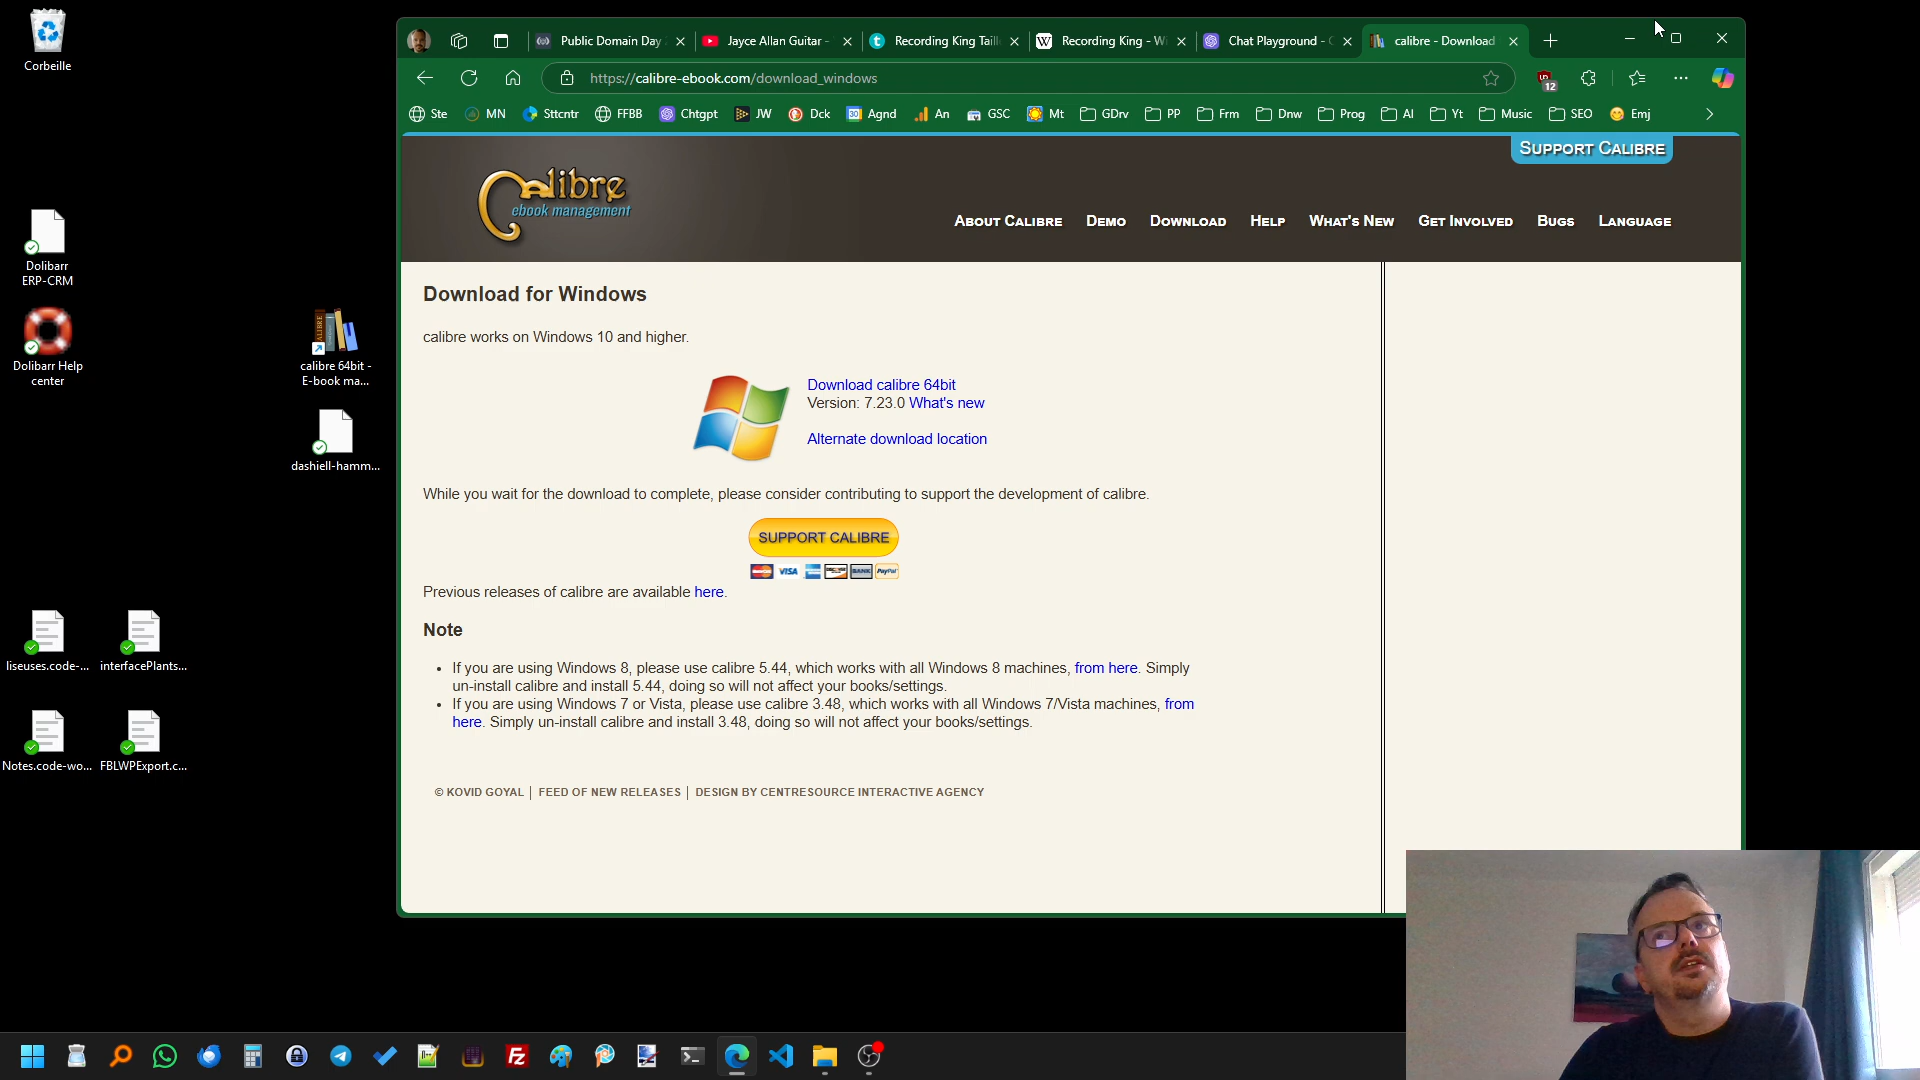 Corbeille
Dolibarr
ERP-CRM
Dolibarr Help
center
calibre 64bit -
E-book ma...
dashiell-hamm...
liseuses.code-...
interfacePlants...
Notes.code-wo...
FBLWPExport.c...
Public Domain Day
Jayce Allan Guitar -
Recording King Taill
Recording King - Wi
Chat Playground - C
calibre - Download
https://calibre-ebook.com/download_windows
12
Ste
MN
Sttcntr
FFBB
Chtgpt
JW
Dck
Agnd
An
GSC
Mt
GDrv
PP
Frm
Dnw
Prog
AI
Yt
Music
SEO
Emj
SUPPORT CALIBRE
Calibre
ebook management
ABOUT CALIBRE
DEMO
DOWNLOAD
HELP
WHAT'S NEW
GET INVOLVED
BUGS
LANGUAGE
Download for Windows
calibre works on Windows 10 and higher.
Download calibre 64bit
Version: 7.23.0 What's new
Alternate download location
While you wait for the download to complete, please consider contributing to support the development of calibre.
SUPPORT CALIBRE
VISA
BANK
PayPal
Previous releases of calibre are available here.
Note
If you are using Windows 8, please use calibre 5.44, which works with all Windows 8 machines, from here. Simply
un-install calibre and install 5.44, doing so will not affect your books/settings.
If you are using Windows 7 or Vista, please use calibre 3.48, which works with all Windows 7/Vista machines, from
here. Simply un-install calibre and install 3.48, doing so will not affect your books/settings.
© KOVID GOYAL | FEED OF NEW RELEASES | DESIGN BY CENTRESOURCE INTERACTIVE AGENCY